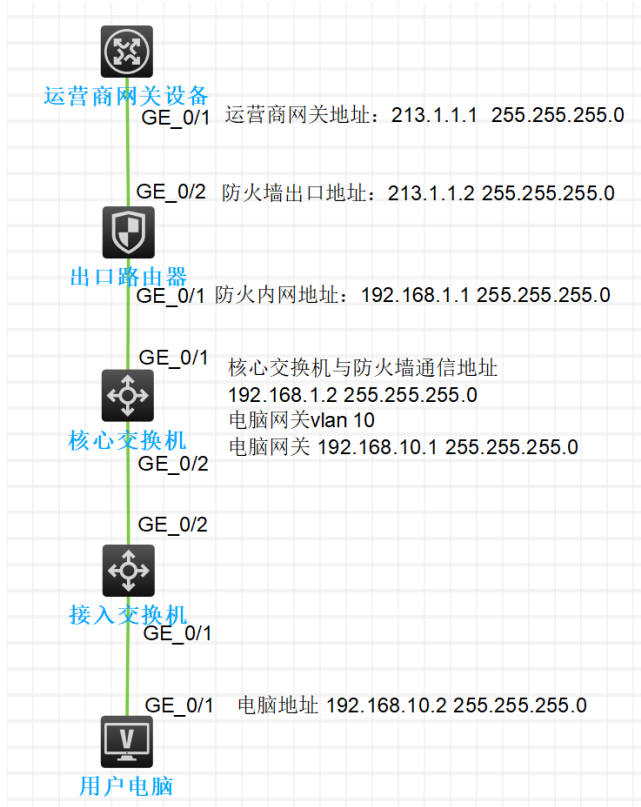 运营商网关设备
GE_0/1 运营商网关地址：213.1.1.1 255.255.255.0
GE_0/2 防火墙出口地址：213.1.1.2 255.255.255.0
出口路由器
GE_0/1 防火内网地址：192.168.1.1 255.255.255.0
GE_0/1
核心交换机与防火墙通信地址
192.168.1.2 255.255.255.0
电脑网关vlan 10
电脑网关 192.168.10.1 255.255.255.0
核心交换机
GE_0/2
GE_0/2
接入交换机
GE_0/1
GE_0/1 电脑地址 192.168.10.2 255.255.255.0
V
用户电脑